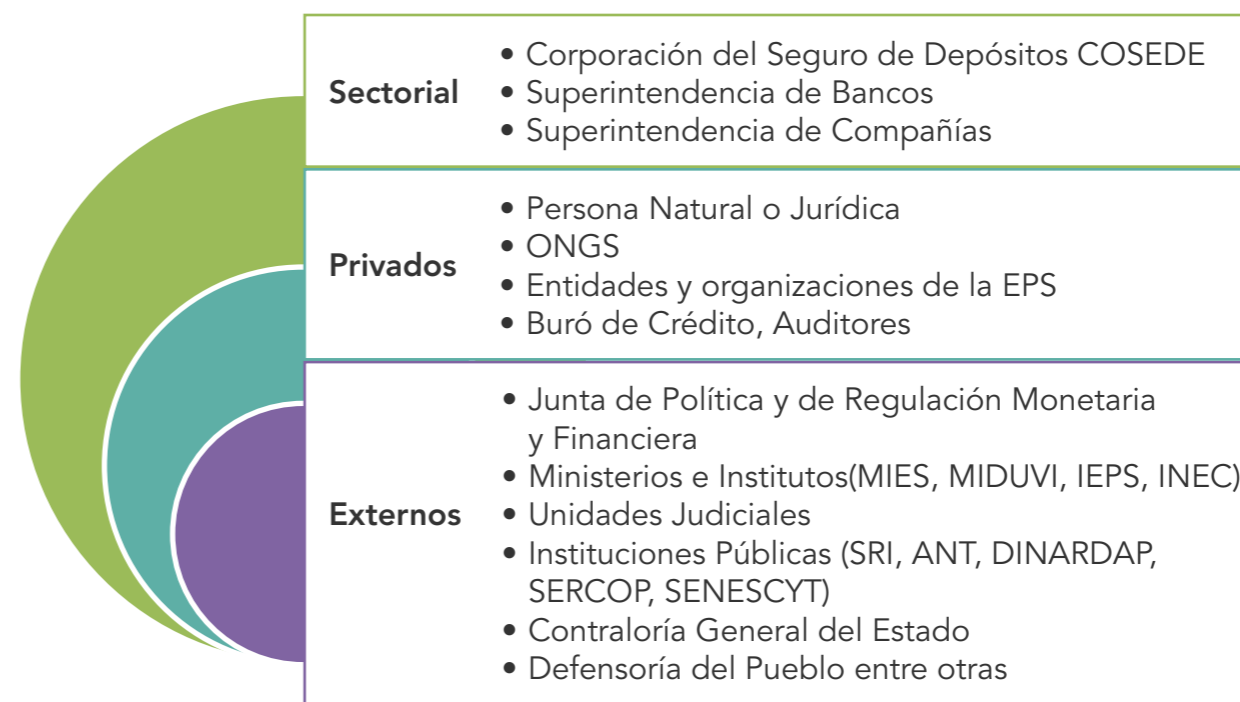 Sectorial
• Corporación del Seguro de Depósitos COSEDE
• Superintendencia de Bancos
• Superintendencia de Compañías
Privados
• Persona Natural o Jurídica
• ONGS
• Entidades y organizaciones de la EPS
• Buró de Crédito, Auditores
Externos
• Junta de Política y de Regulación Monetaria
y Financiera
• Ministerios e Institutos(MIES, MIDUVI, IEPS, INEC)
• Unidades Judiciales
• Instituciones Públicas (SRI, ANT, DINARDAP,
SERCOP, SENESCYT)
• Contraloría General del Estado
• Defensoría del Pueblo entre otras